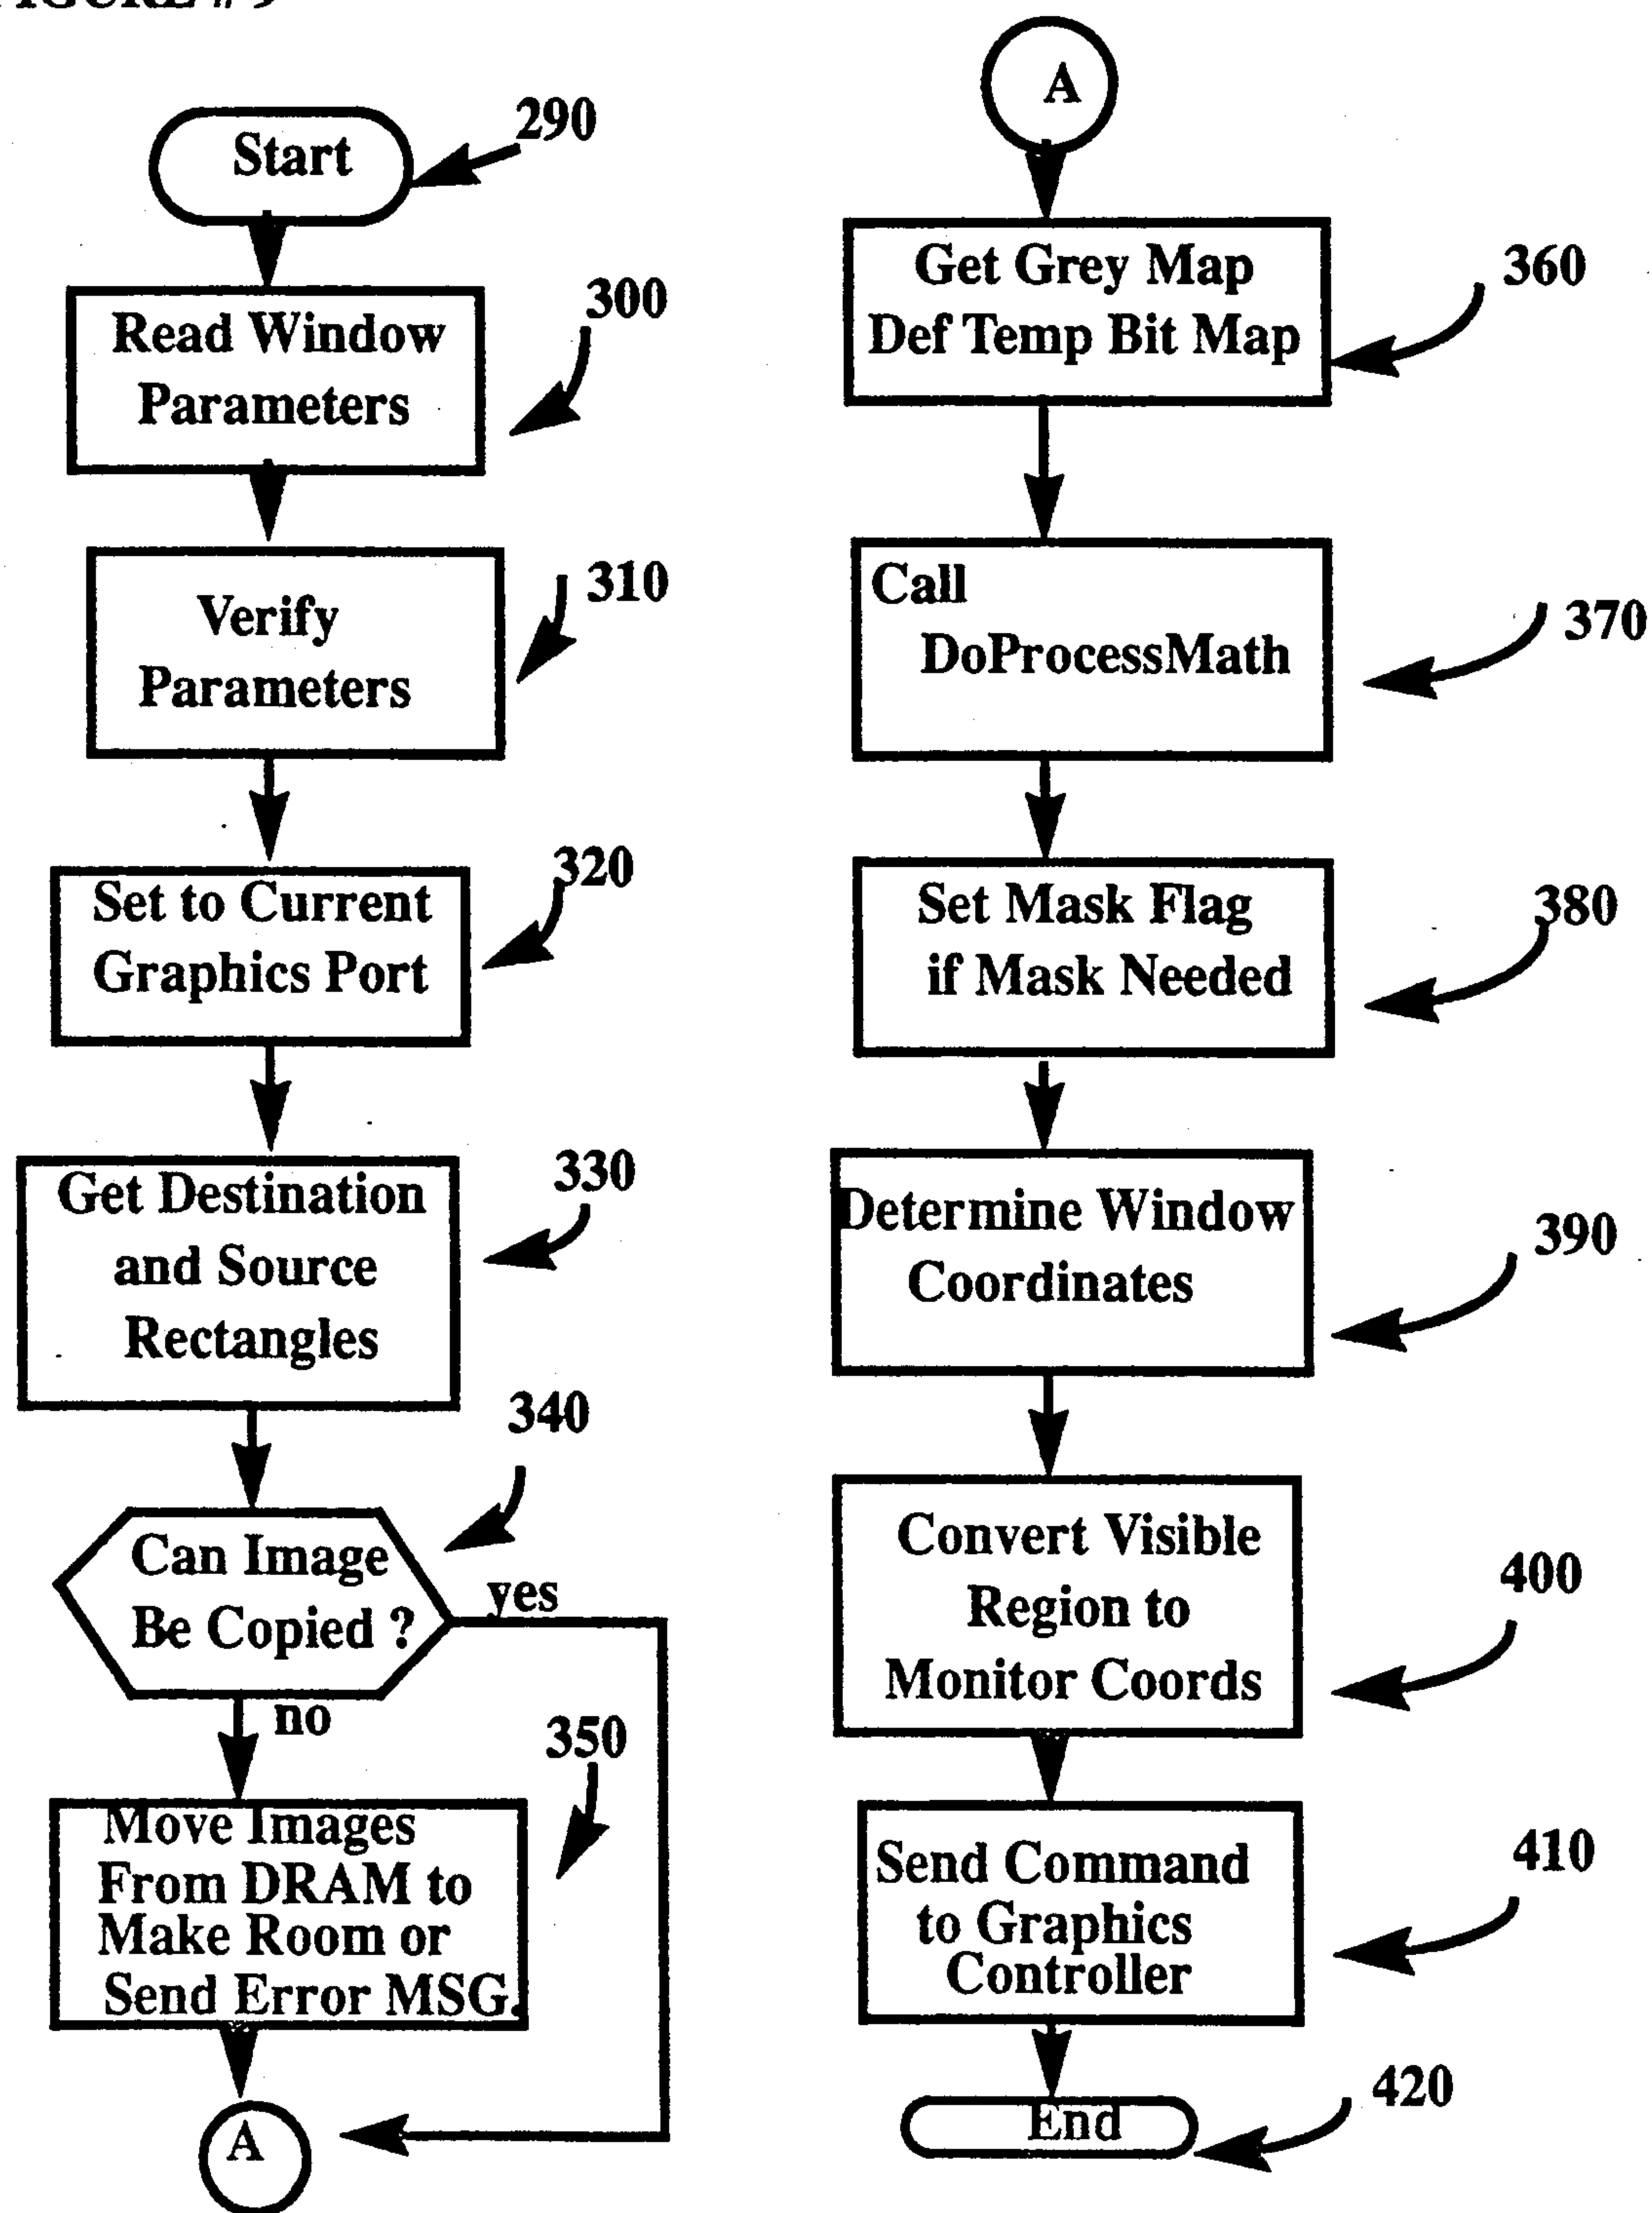 FIGURE # 9
Start
290
Read Window
Parameters
300
Verify
Parameters
310
Set to Current
Graphics Port
320
Get Destination
and Source
Rectangles
330
340
Can Image
Be Copied ?
yes
no
350
Move Images
From DRAM to
Make Room or
Send Error MSG.
A
A
Get Grey Map
Def Temp Bit Map
360
Call
DoProcessMath
370
Set Mask Flag
if Mask Needed
380
Determine Window
Coordinates
390
Convert Visible
Region to
Monitor Coords
400
Send Command
to Graphics
Controller
410
End
420